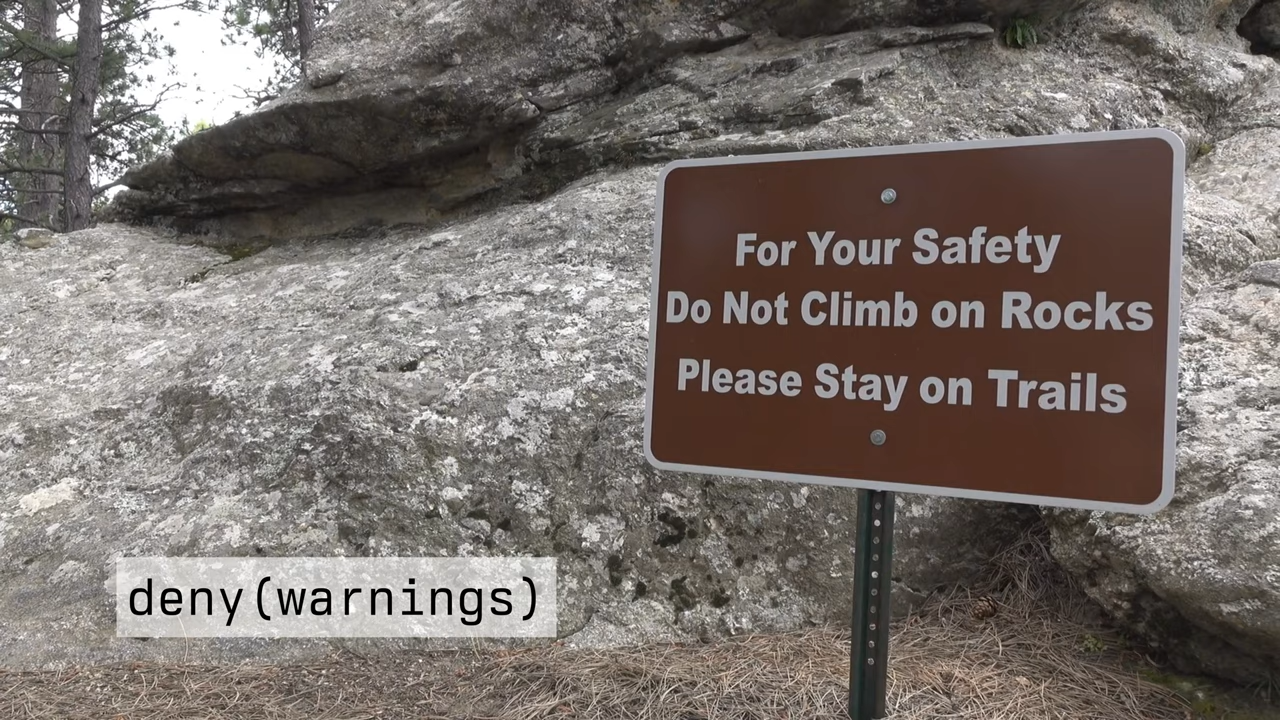 For Your Safety
Do Not Climb on Rocks
Please Stay on Trails
deny(warnings)